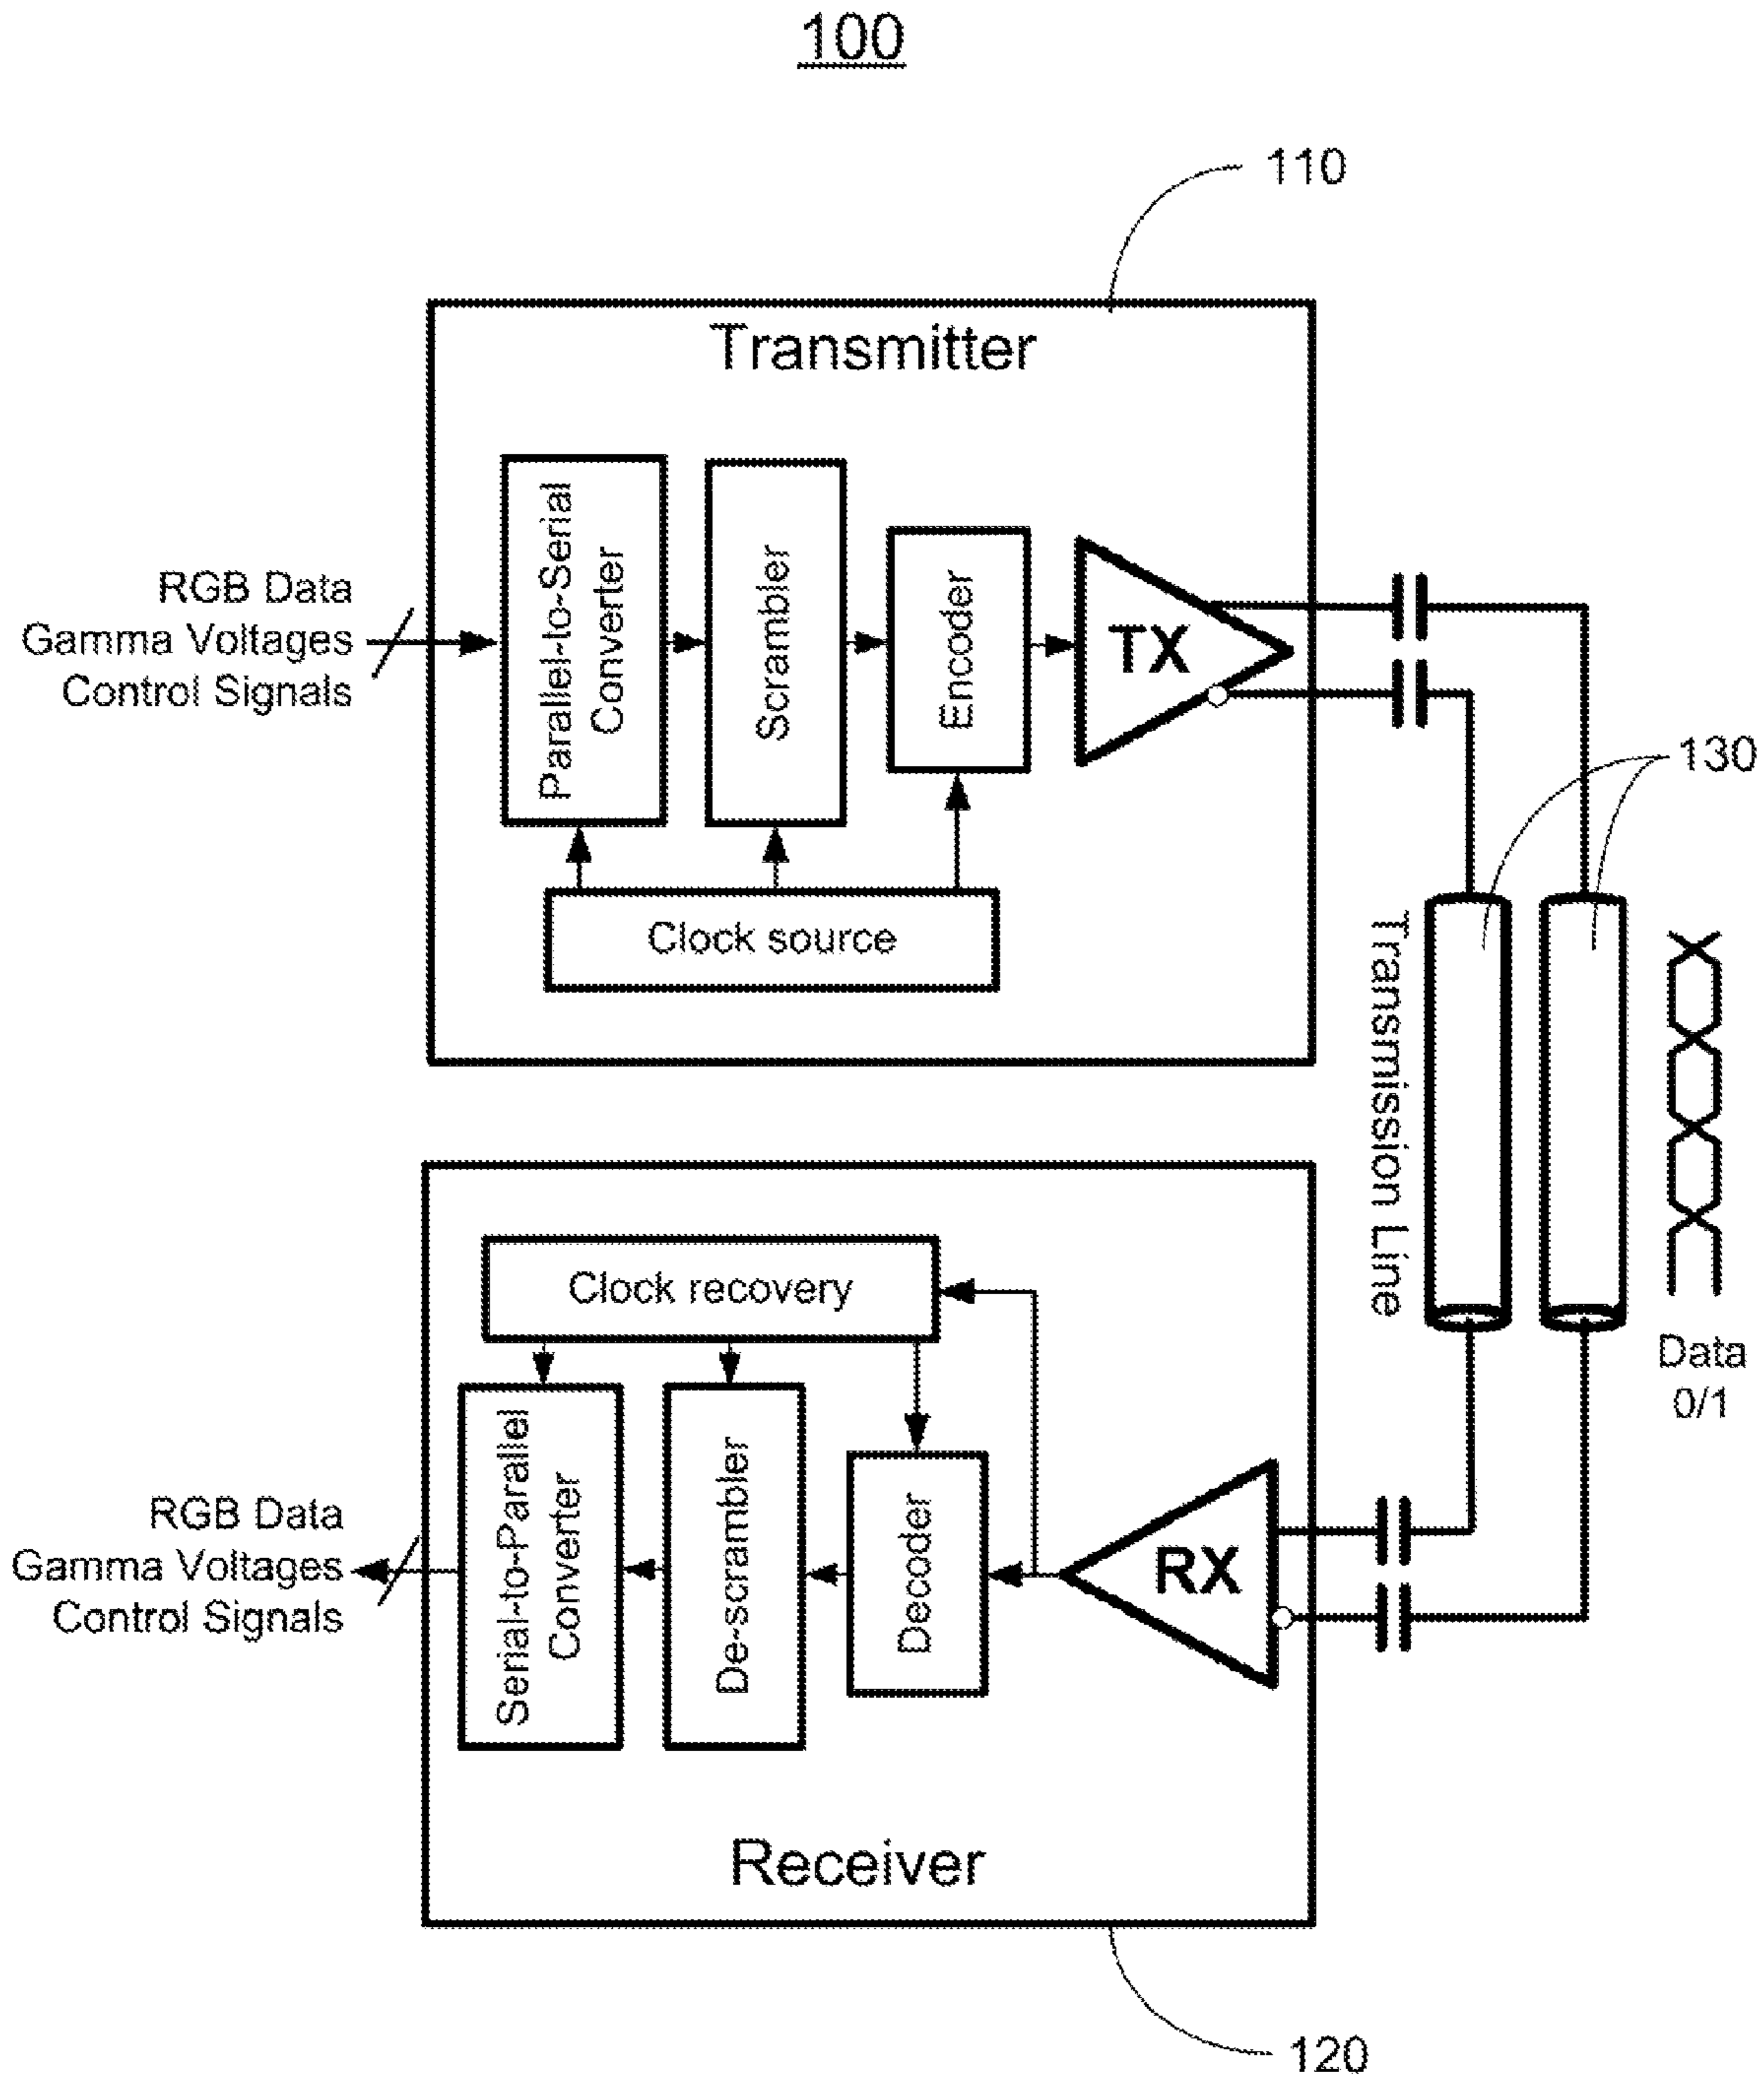 100
110
Transmitter
RGB Data
Gamma Voltages
Control Signals
Parallel-to-Serial
Converter
Scrambler
Encoder
TX
Clock source
130
Transmission Line
Data
0/1
Clock recovery
RGB Data
Gamma Voltages
Control Signals
Serial-to-Parallel
Converter
De-scrambler
Decoder
RX
Receiver
120